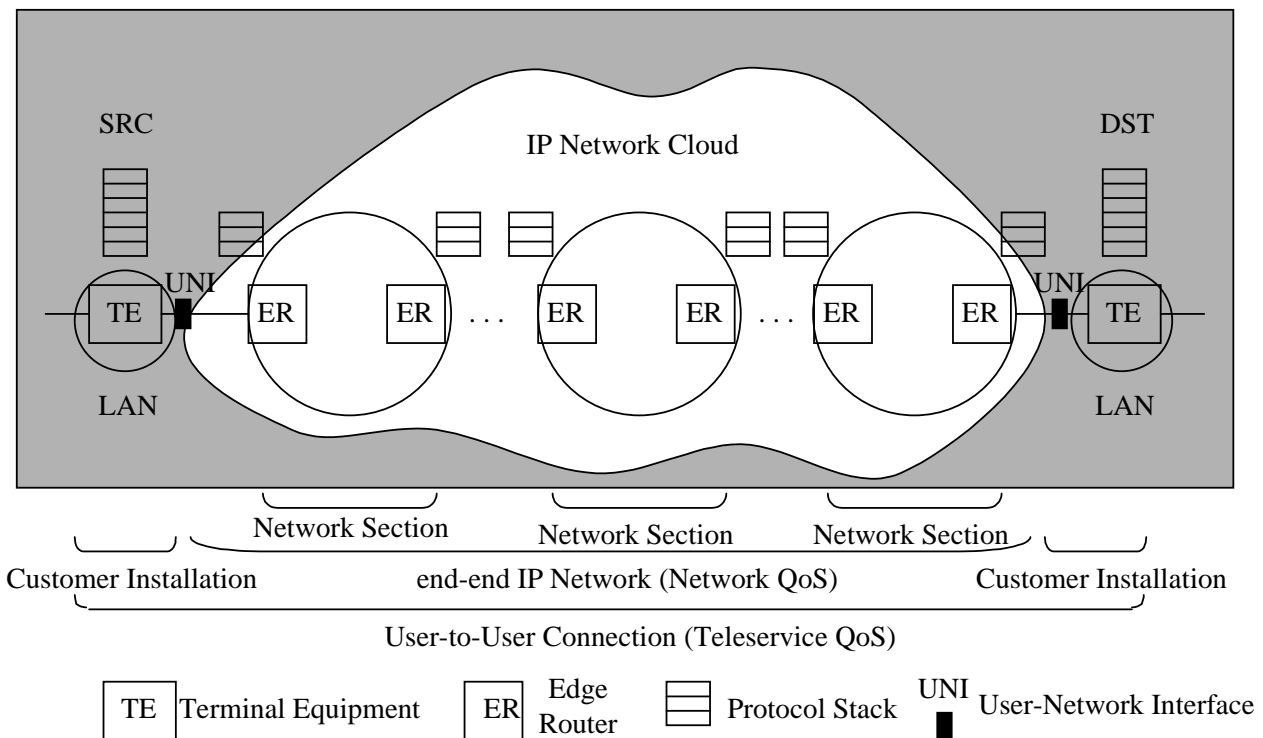 SRC
DST
IP Network Cloud
UNI
UNI
TE
ER
ER
. . .
ER
ER
. . .
ER
ER
TE
LAN
LAN
Network Section
Network Section
Network Section
Customer Installation
end-end IP Network (Network QoS)
Customer Installation
User-to-User Connection (Teleservice QoS)
TE
Terminal Equipment
ER
Edge
Router
Protocol Stack
UNI
User-Network Interface